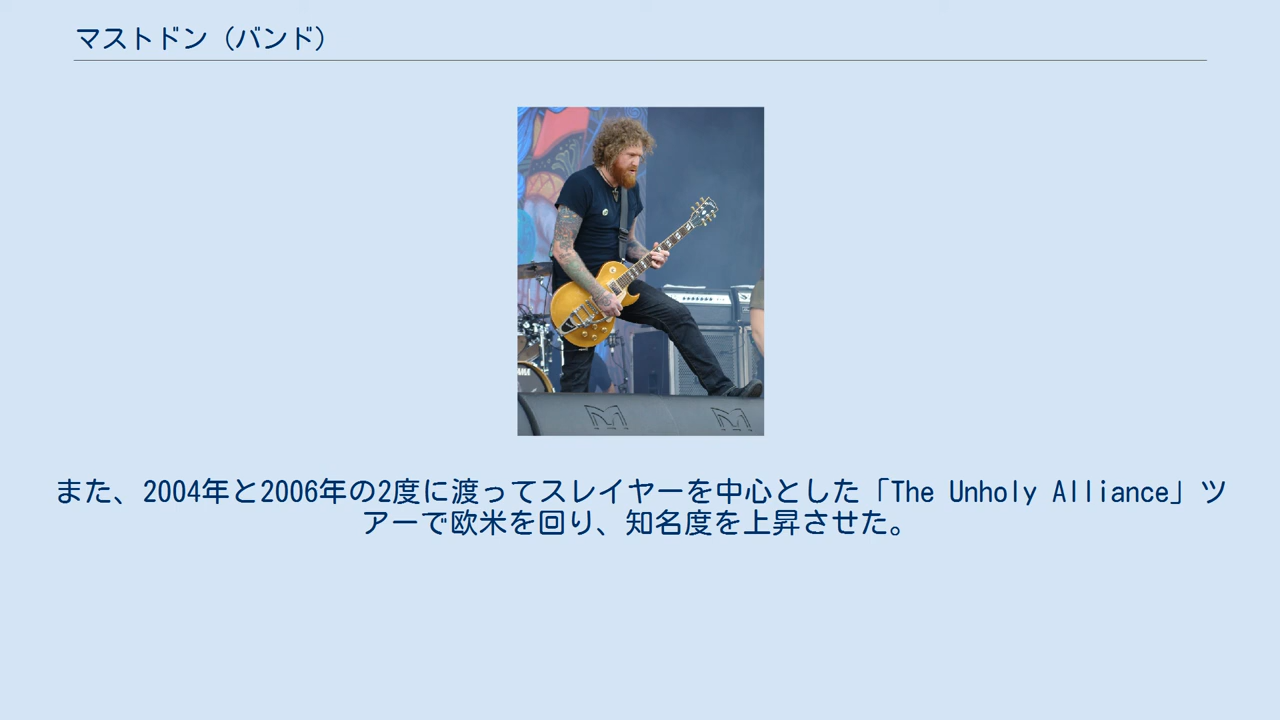 マストドン（バンド）
また、2004年と2006年の2度に渡ってスレイヤーを中心とした「The Unholy Alliance」ツ
アーで欧米を回り、知名度を上昇させた。